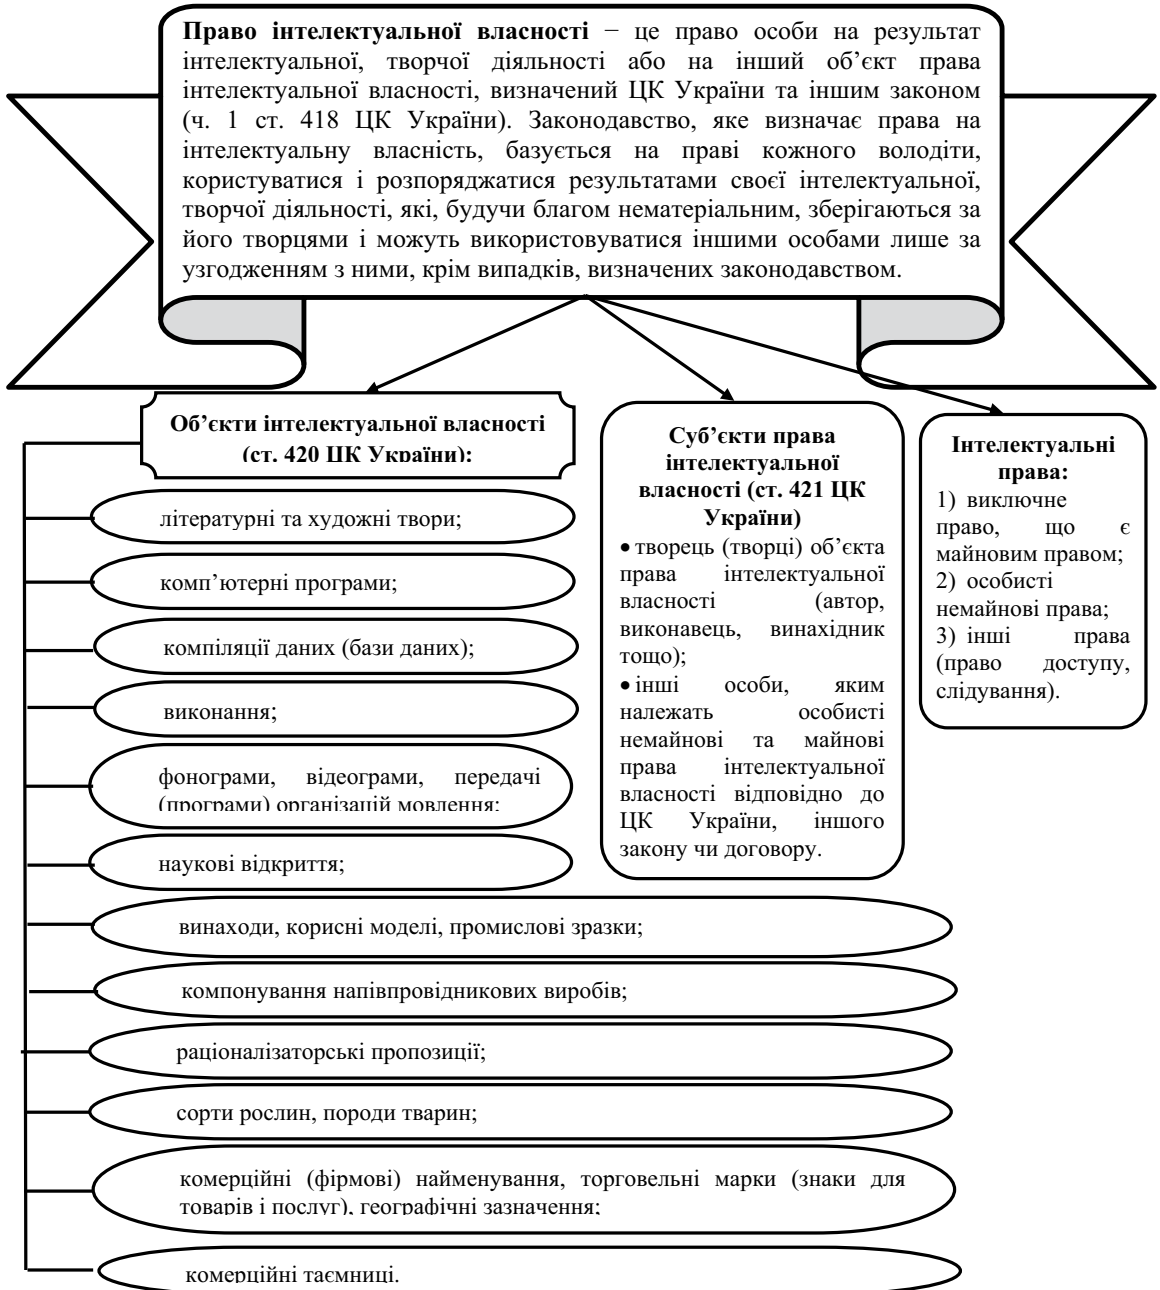 Право інтелектуальної власності − це право особи на результат
інтелектуальної, творчої діяльності або на інший об’єкт права
інтелектуальної власності, визначений ЦК України та іншим законом
(ч. 1 ст. 418 ЦК України). Законодавство, яке визначає права на
інтелектуальну власність, базується на праві кожного володіти,
користуватися і розпоряджатися результатами своєї інтелектуальної,
творчої діяльності, які, будучи благом нематеріальним, зберігаються за
його творцями і можуть використовуватися іншими особами лише за
узгодженням з ними, крім випадків, визначених законодавством.
Об’єкти інтелектуальної власності
(ст. 420 ЦК України):
літературні та художні твори;
комп’ютерні програми;
компіляції даних (бази даних);
виконання;
фонограми, відеограми, передачі
(програми) організацій мовлення;
наукові відкриття;
винаходи, корисні моделі, промислові зразки;
компонування напівпровідникових виробів;
раціоналізаторські пропозиції;
сорти рослин, породи тварин;
комерційні (фірмові) найменування, торговельні марки (знаки для
товарів і послуг), географічні зазначення;
комерційні таємниці.
Суб’єкти права
інтелектуальної
власності (ст. 421 ЦК
України)
• творець (творці) об’єкта
права інтелектуальної
власності (автор,
виконавець, винахідник
тощо);
• інші особи, яким
належать особисті
немайнові та майнові
права інтелектуальної
власності відповідно до
ЦК України, іншого
закону чи договору.
Інтелектуальні
права:
1) виключне
право, що є
майновим правом;
2) особисті
немайнові права;
3) інші права
(право доступу,
слідування).